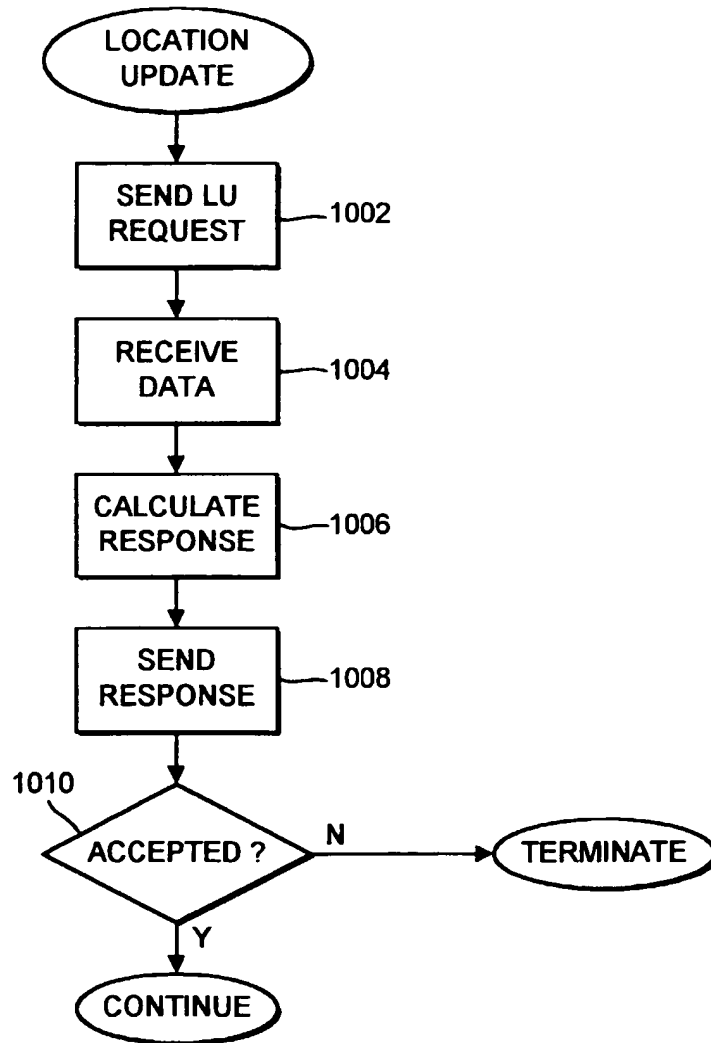 LOCATION
UPDATE
SEND LU
REQUEST
1002
RECEIVE
DATA
1004
CALCULATE
RESPONSE
1006
SEND
RESPONSE
1008
1010
ACCEPTED ?
N
TERMINATE
Y
CONTINUE